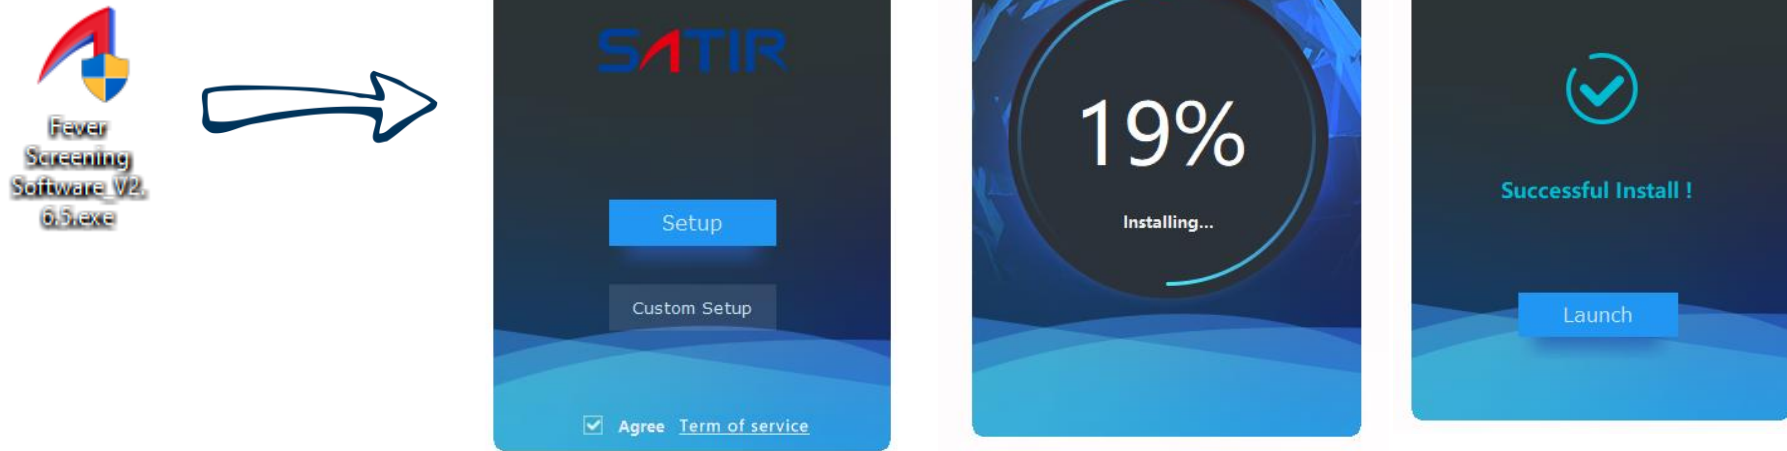 Fever
Screening
Software_V2.
6.5.exe
SATIR
Setup
Custom Setup
Agree Term of service
19%
Installing...
Successful Install !
Launch